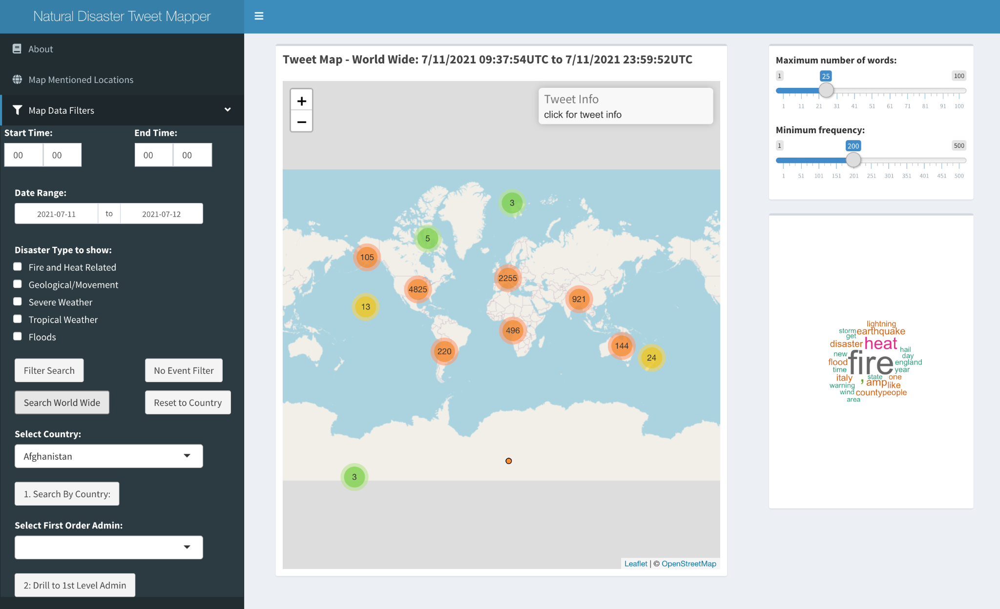 Natural Disaster Tweet Mapper
About
Map Mentioned Locations
Map Data Filters
Start Time: End Time:
00 00 00 00
Date Range:
2021-07-11 to 2021-07-12
Disaster Type to show:
Fire and Heat Related
Geological/Movement
Severe Weather
Tropical Weather
Floods
Filter Search No Event Filter
Search World Wide Reset to Country
Select Country:
Afghanistan
1. Search By Country:
Select First Order Admin:
2: Drill to 1st Level Admin
Tweet Map - World Wide: 7/11/2021 09:37:54UTC to 7/11/2021 23:59:52UTC
+
−
Tweet Info
click for tweet info
3
5
105
2255
4825
921
13
496
144
220
24
3
Leaflet | © OpenStreetMap
Maximum number of words:
1 25 100
1 11 21 31 41 51 61 71 81 91 100
Minimum frequency:
1 200 500
1 51 101 151 201 251 301 351 401 451 500
lightning
storm earthquake
get
disaster heat
hail
new fire day
flood england
time year
italy state one
warning ’ amp like
wind county people
area